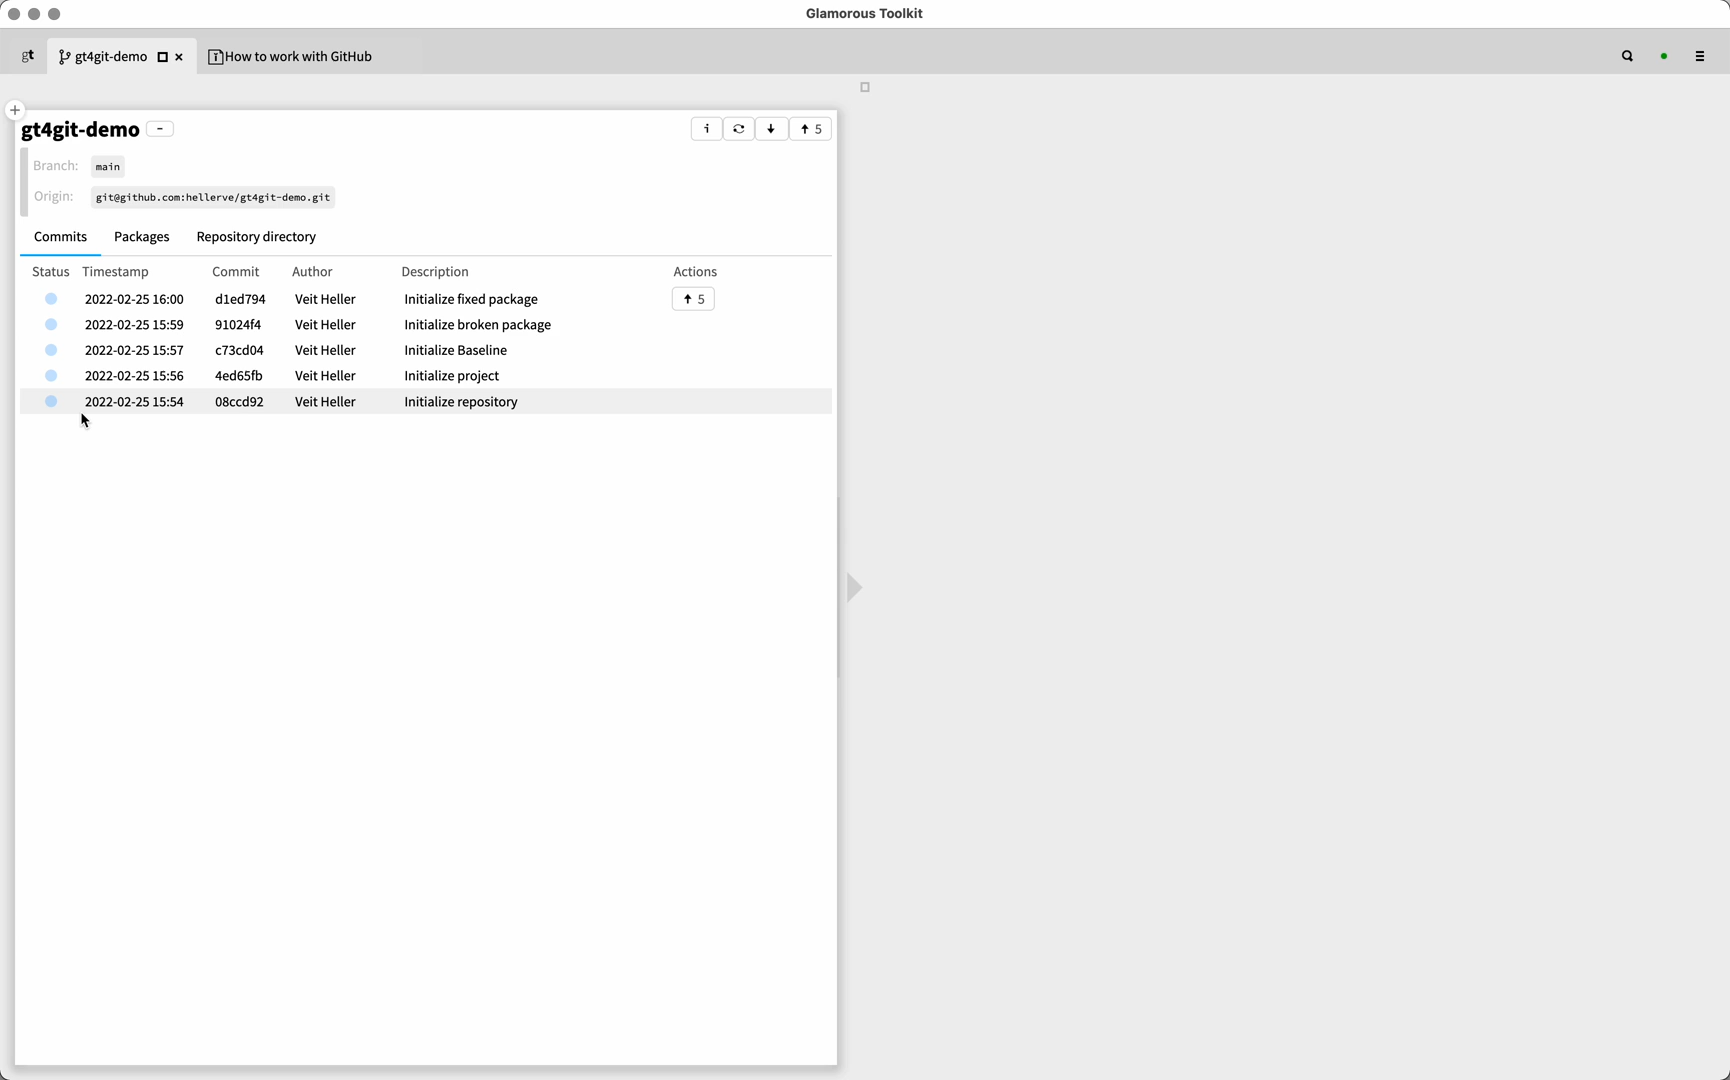 Glamorous Toolkit
gt gt4git-demo How to work with GitHub
gt4git-demo
5
Branch: main
Origin: git@github.com:hellerve/gt4git-demo.git
Commits Packages Repository directory
Status Timestamp Commit Author Description Actions
2022-02-25 16:00 d1ed794 Veit Heller Initialize fixed package 5
2022-02-25 15:59 91024f4 Veit Heller Initialize broken package
2022-02-25 15:57 c73cd04 Veit Heller Initialize Baseline
2022-02-25 15:56 4ed65fb Veit Heller Initialize project
2022-02-25 15:54 08ccd92 Veit Heller Initialize repository